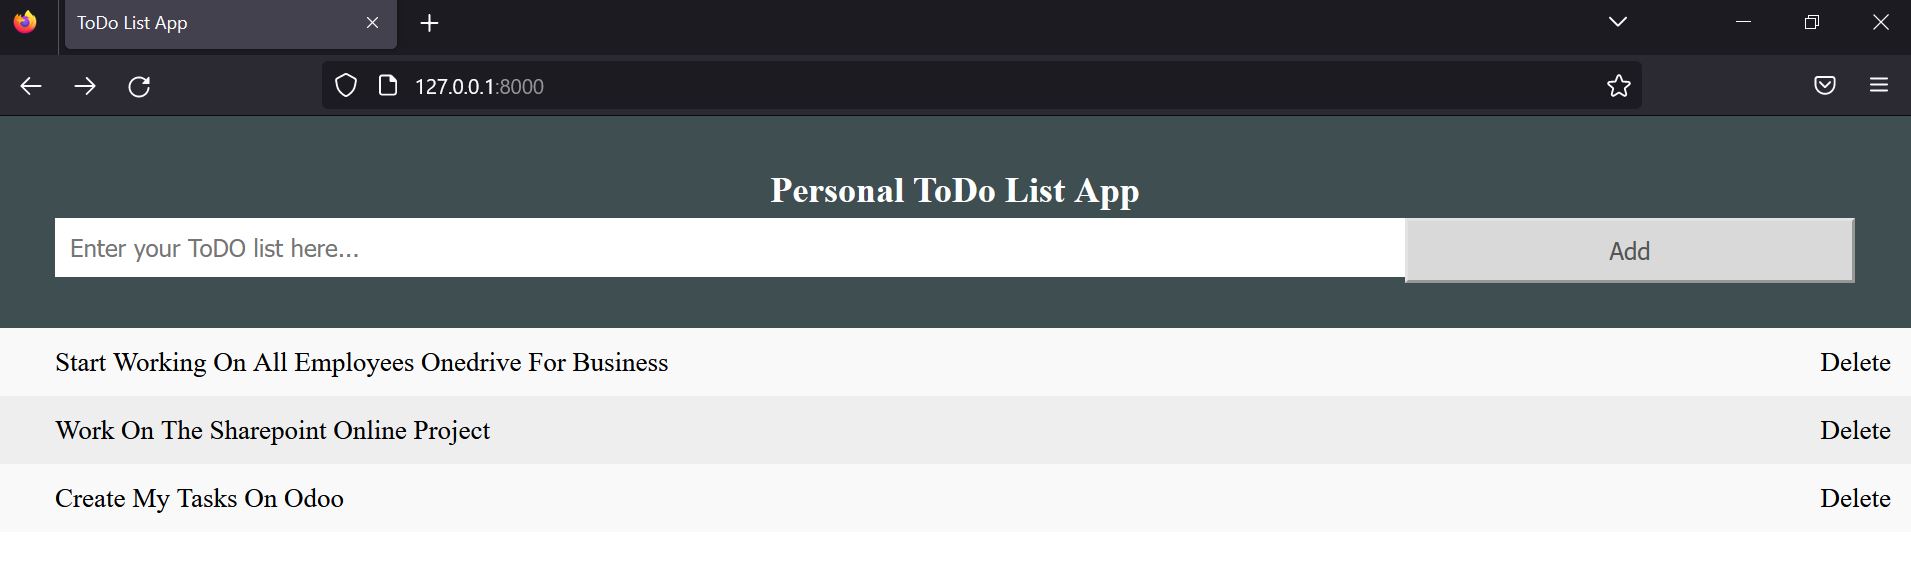 ToDo List App
127.0.0.1:8000
Personal ToDo List App
Enter your ToDO list here...
Add
Start Working On All Employees Onedrive For Business
Delete
Work On The Sharepoint Online Project
Delete
Create My Tasks On Odoo
Delete